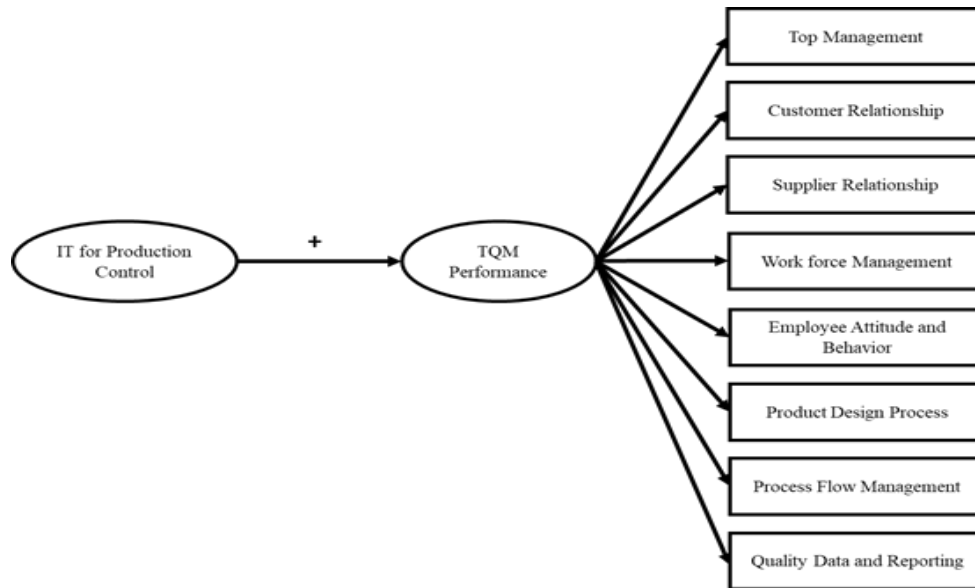 IT for Production
Control
+
TQM
Performance
Top Management
Customer Relationship
Supplier Relationship
Work force Management
Employee Attitude and
Behavior
Product Design Process
Process Flow Management
Quality Data and Reporting